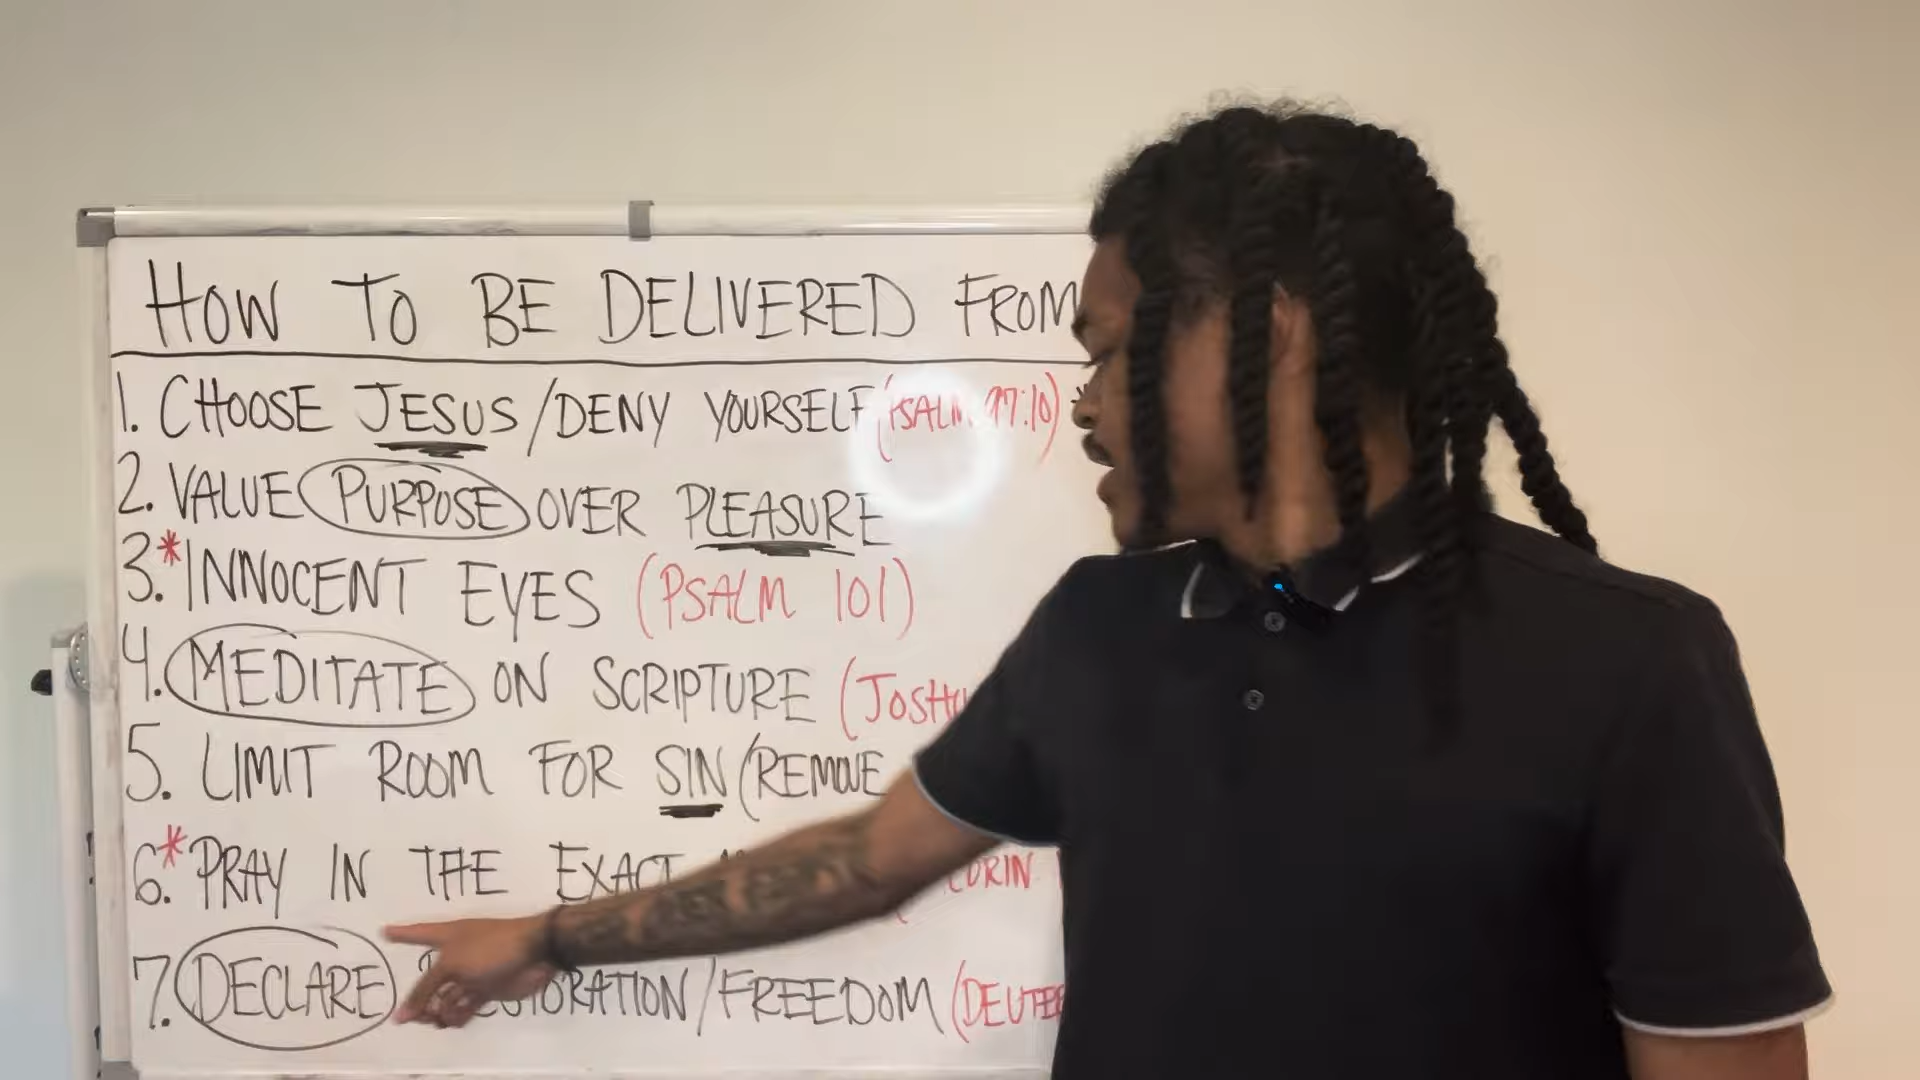 HOW TO BE DELIVERED FROM
1. CHOOSE JESUS/DENY YOURSELF (PSALM 97:10) *
2. VALUE PURPOSE OVER PLEASURE
3.* INNOCENT EYES (PSALM 101)
4. MEDITATE ON SCRIPTURE (JOSHU
5. LIMIT ROOM FOR SIN (REMOVE
6.* PRAY IN THE EXACT CORIN
7. DECLARE /FREEDOM (DEUTE